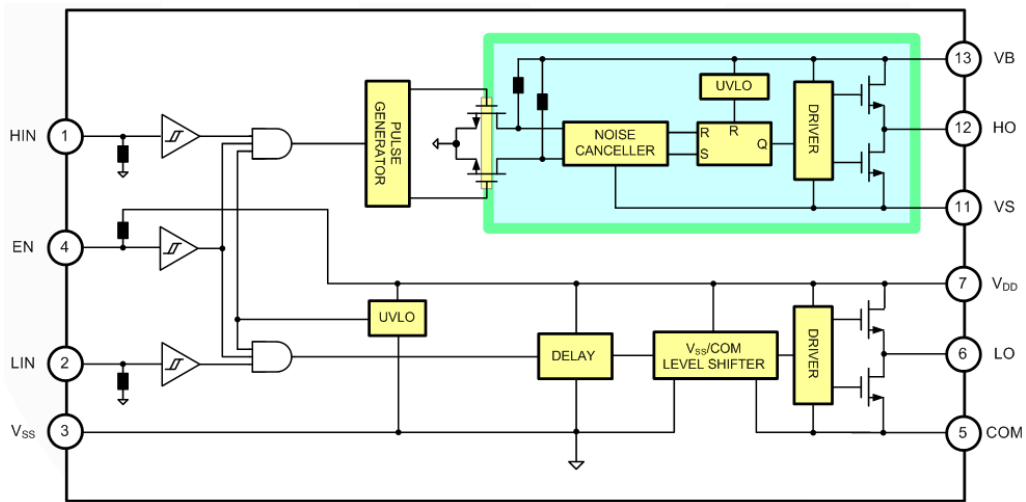 HIN
1
EN
4
LIN
2
VSS
3
PULSE
GENERATOR
NOISE
CANCELLER
UVLO
R
R
S
Q
DRIVER
13
VB
12
HO
11
VS
UVLO
DELAY
VSS/COM
LEVEL SHIFTER
DRIVER
7
VDD
6
LO
5
COM